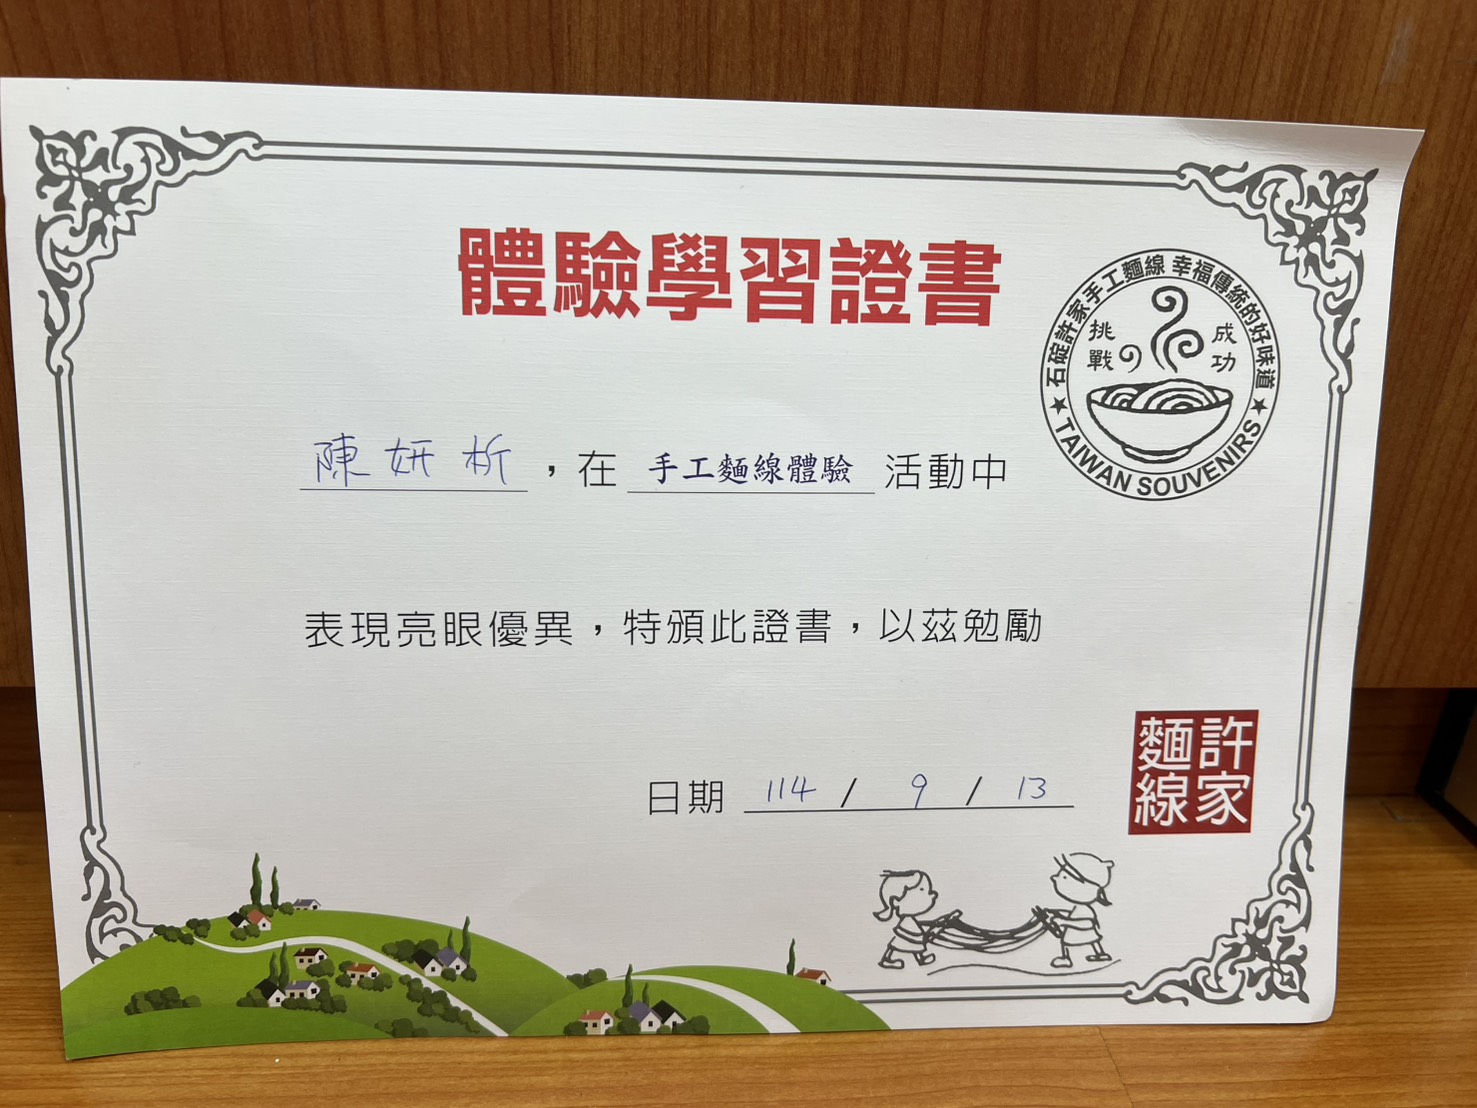 體驗學習證書
石碇許家手工麵線 幸福傳統的好味道
挑戰 成功
★ TAIWAN SOUVENIRS ★
陳妍析，在 手工麵線體驗 活動中
表現亮眼優異，特頒此證書，以茲勉勵
日期 114 / 9 / 13
許家
麵線